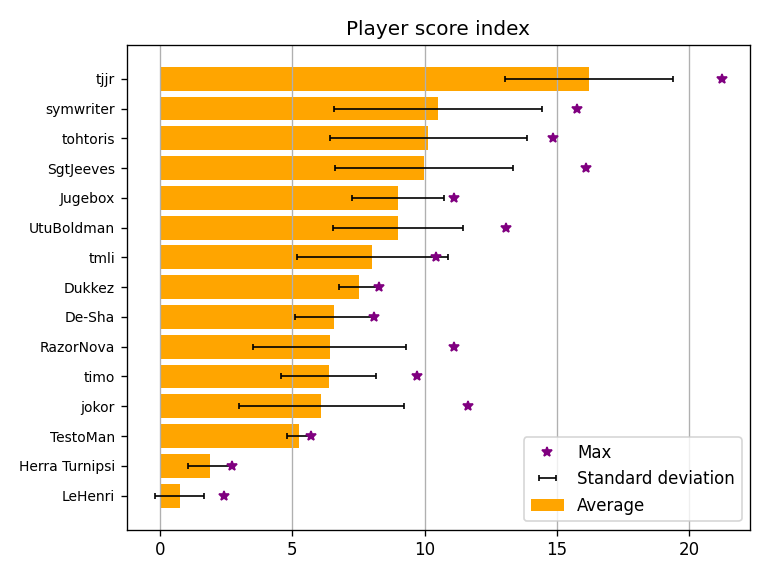 Player score index
tjjr
symwriter
tohtoris
SgtJeeves
Jugebox
UtuBoldman
tmli
Dukkez
De-Sha
RazorNova
timo
jokor
TestoMan
Herra Turnipsi
LeHenri
Max
Standard deviation
Average
0 5 10 15 20